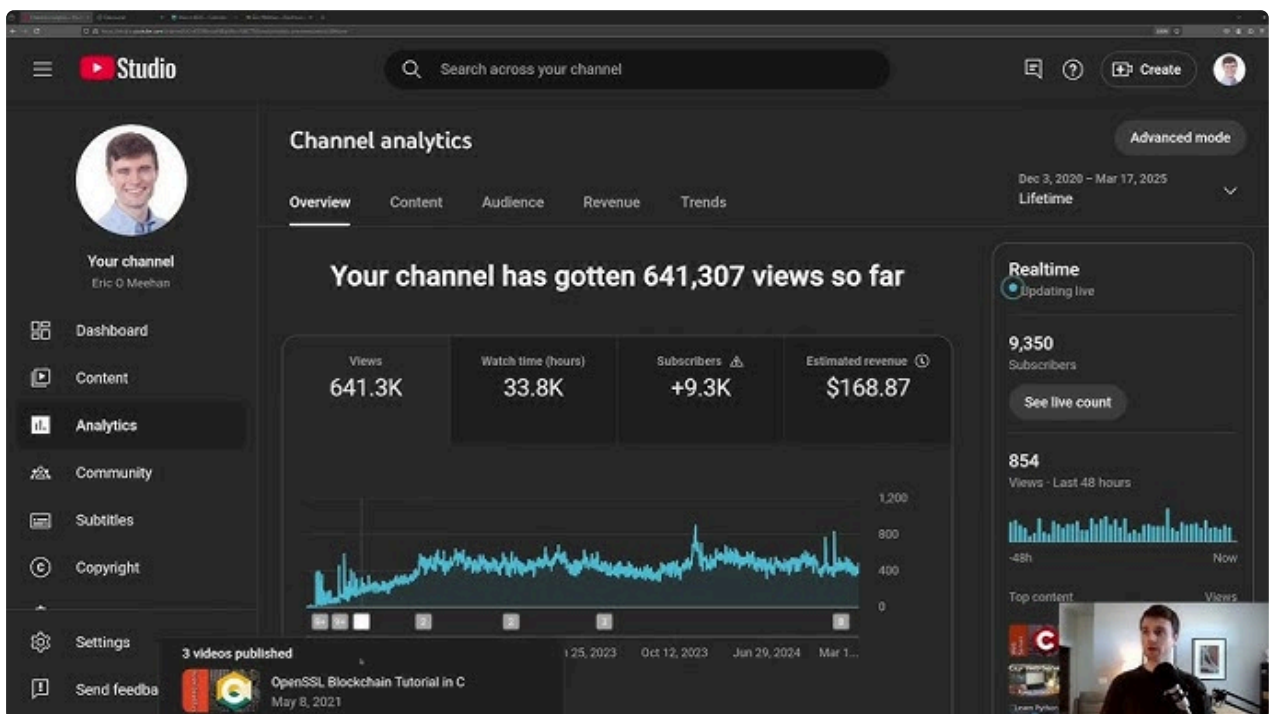 Studio
Search across your channel
Create
Channel analytics
Advanced mode
Dec 3, 2020 – Mar 17, 2025
Lifetime
Overview
Content
Audience
Revenue
Trends
Your channel
Eric O Meehan
Dashboard
Content
Analytics
Community
Subtitles
Copyright
Settings
Send feedba
Your channel has gotten 641,307 views so far
Views
641.3K
Watch time (hours)
33.8K
Subscribers
+9.3K
Estimated revenue
$168.87
1,200
800
400
0
25, 2023
Oct 12, 2023
Jun 29, 2024
Mar 1...
3 videos published
OpenSSL Blockchain Tutorial in C
May 8, 2021
Realtime
Updating live
9,350
Subscribers
See live count
854
Views · Last 48 hours
-48h
Now
Top content
Views